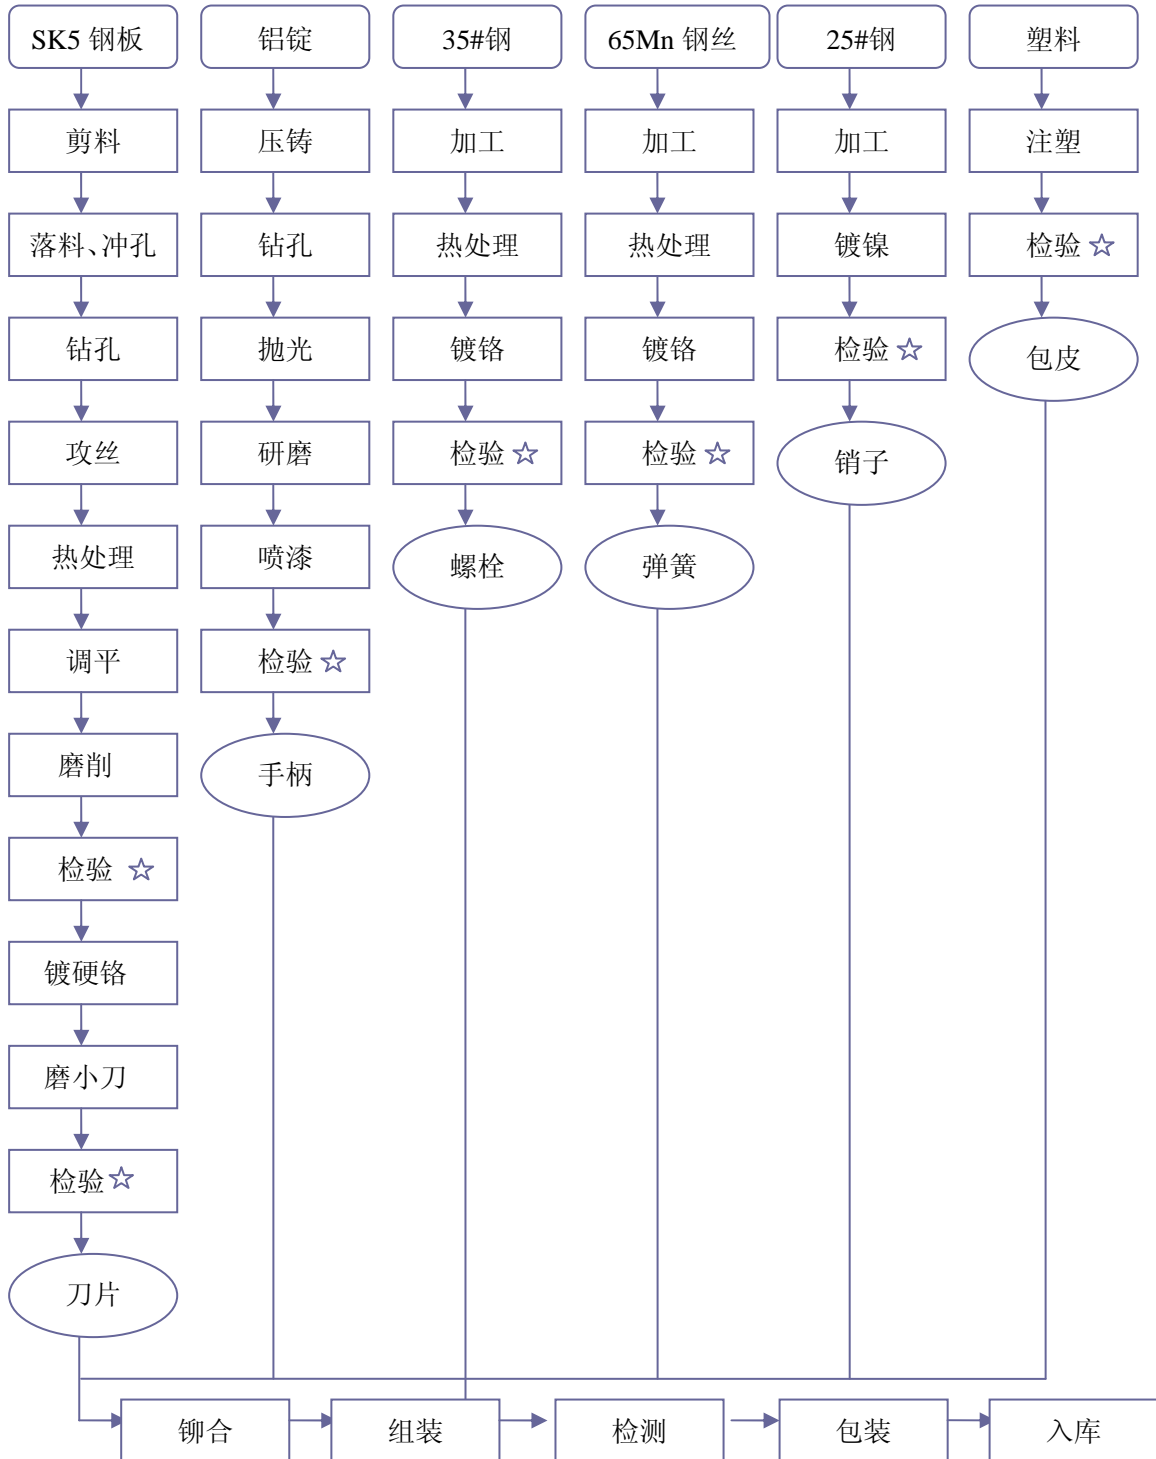 SK5 钢板
铝锭
35#钢
65Mn 钢丝
25#钢
塑料
剪料
压铸
加工
加工
加工
注塑
落料、冲孔
钻孔
热处理
热处理
镀镍
检验☆
钻孔
抛光
镀铬
镀铬
检验☆
包皮
攻丝
研磨
检验☆
检验☆
销子
热处理
喷漆
螺栓
弹簧
调平
检验☆
磨削
手柄
检验 ☆
镀硬铬
磨小刀
检验☆
刀片
铆合
组装
检测
包装
入库